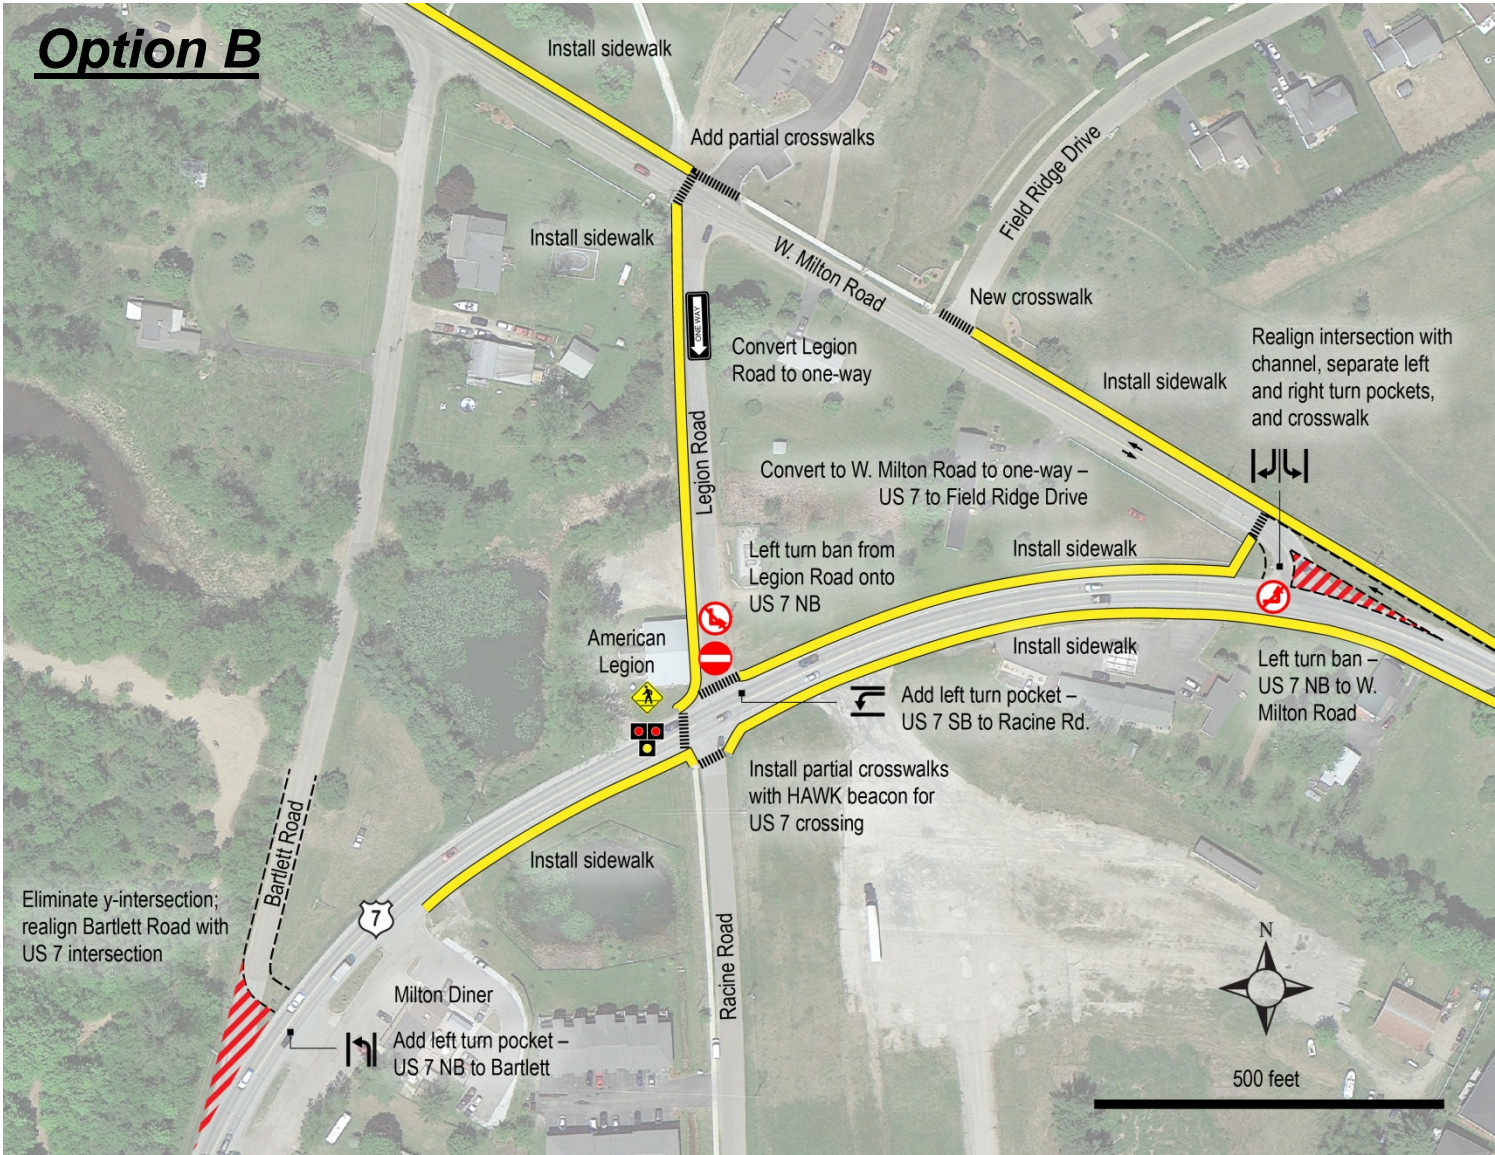 Option B
Install sidewalk
Add partial crosswalks
Field Ridge Drive
Install sidewalk
W. Milton Road
New crosswalk
ONE WAY
Convert Legion
Road to one-way
Realign intersection with
channel, separate left
and right turn pockets,
and crosswalk
Install sidewalk
Legion Road
Convert to W. Milton Road to one-way –
US 7 to Field Ridge Drive
Left turn ban from
Legion Road onto
US 7 NB
Install sidewalk
American
Legion
Install sidewalk
Left turn ban –
US 7 NB to W.
Milton Road
Add left turn pocket –
US 7 SB to Racine Rd.
Install partial crosswalks
with HAWK beacon for
US 7 crossing
Bartlett Road
Install sidewalk
Eliminate y-intersection;
realign Bartlett Road with
US 7 intersection
7
Racine Road
N
Milton Diner
Add left turn pocket –
US 7 NB to Bartlett
500 feet